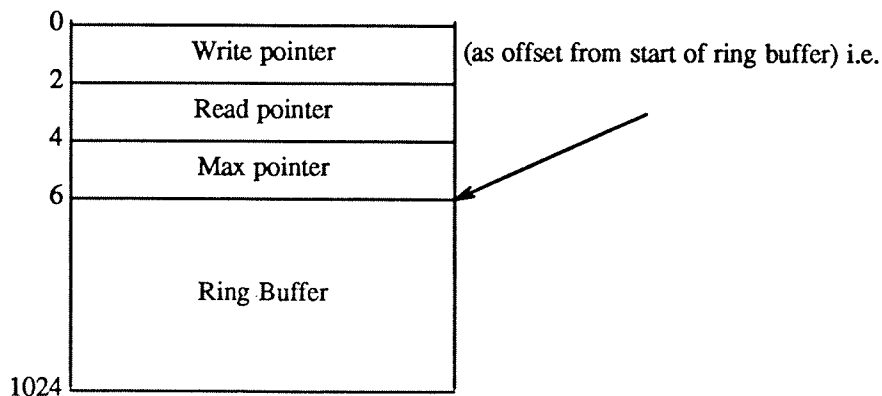 0
Write pointer (as offset from start of ring buffer) i.e.
2
Read pointer
4
Max pointer
6
Ring Buffer
1024